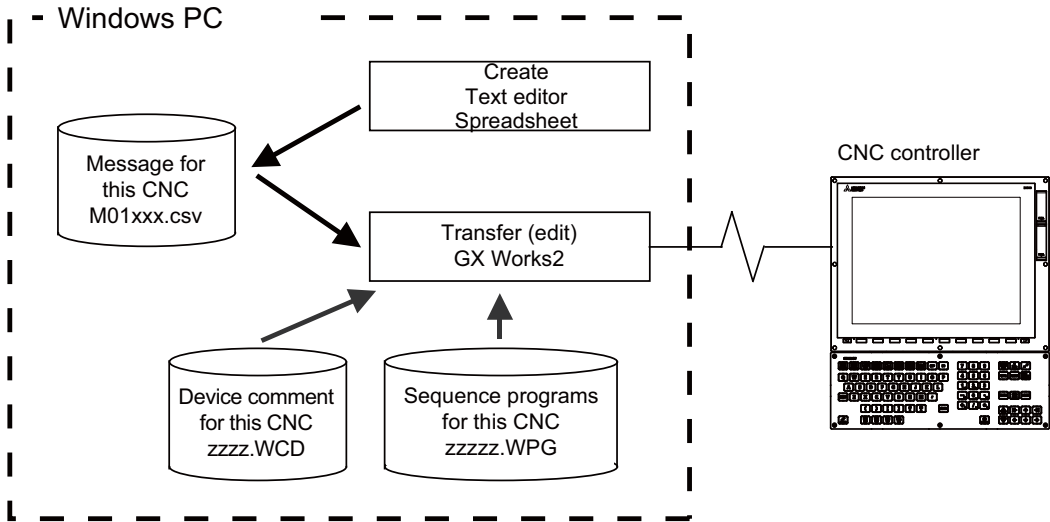 Windows PC
Create
Text editor
Spreadsheet
Message for
this CNC
M01xxx.csv
Transfer (edit)
GX Works2
Device comment
for this CNC
zzzz.WCD
Sequence programs
for this CNC
zzzzz.WPG
CNC controller